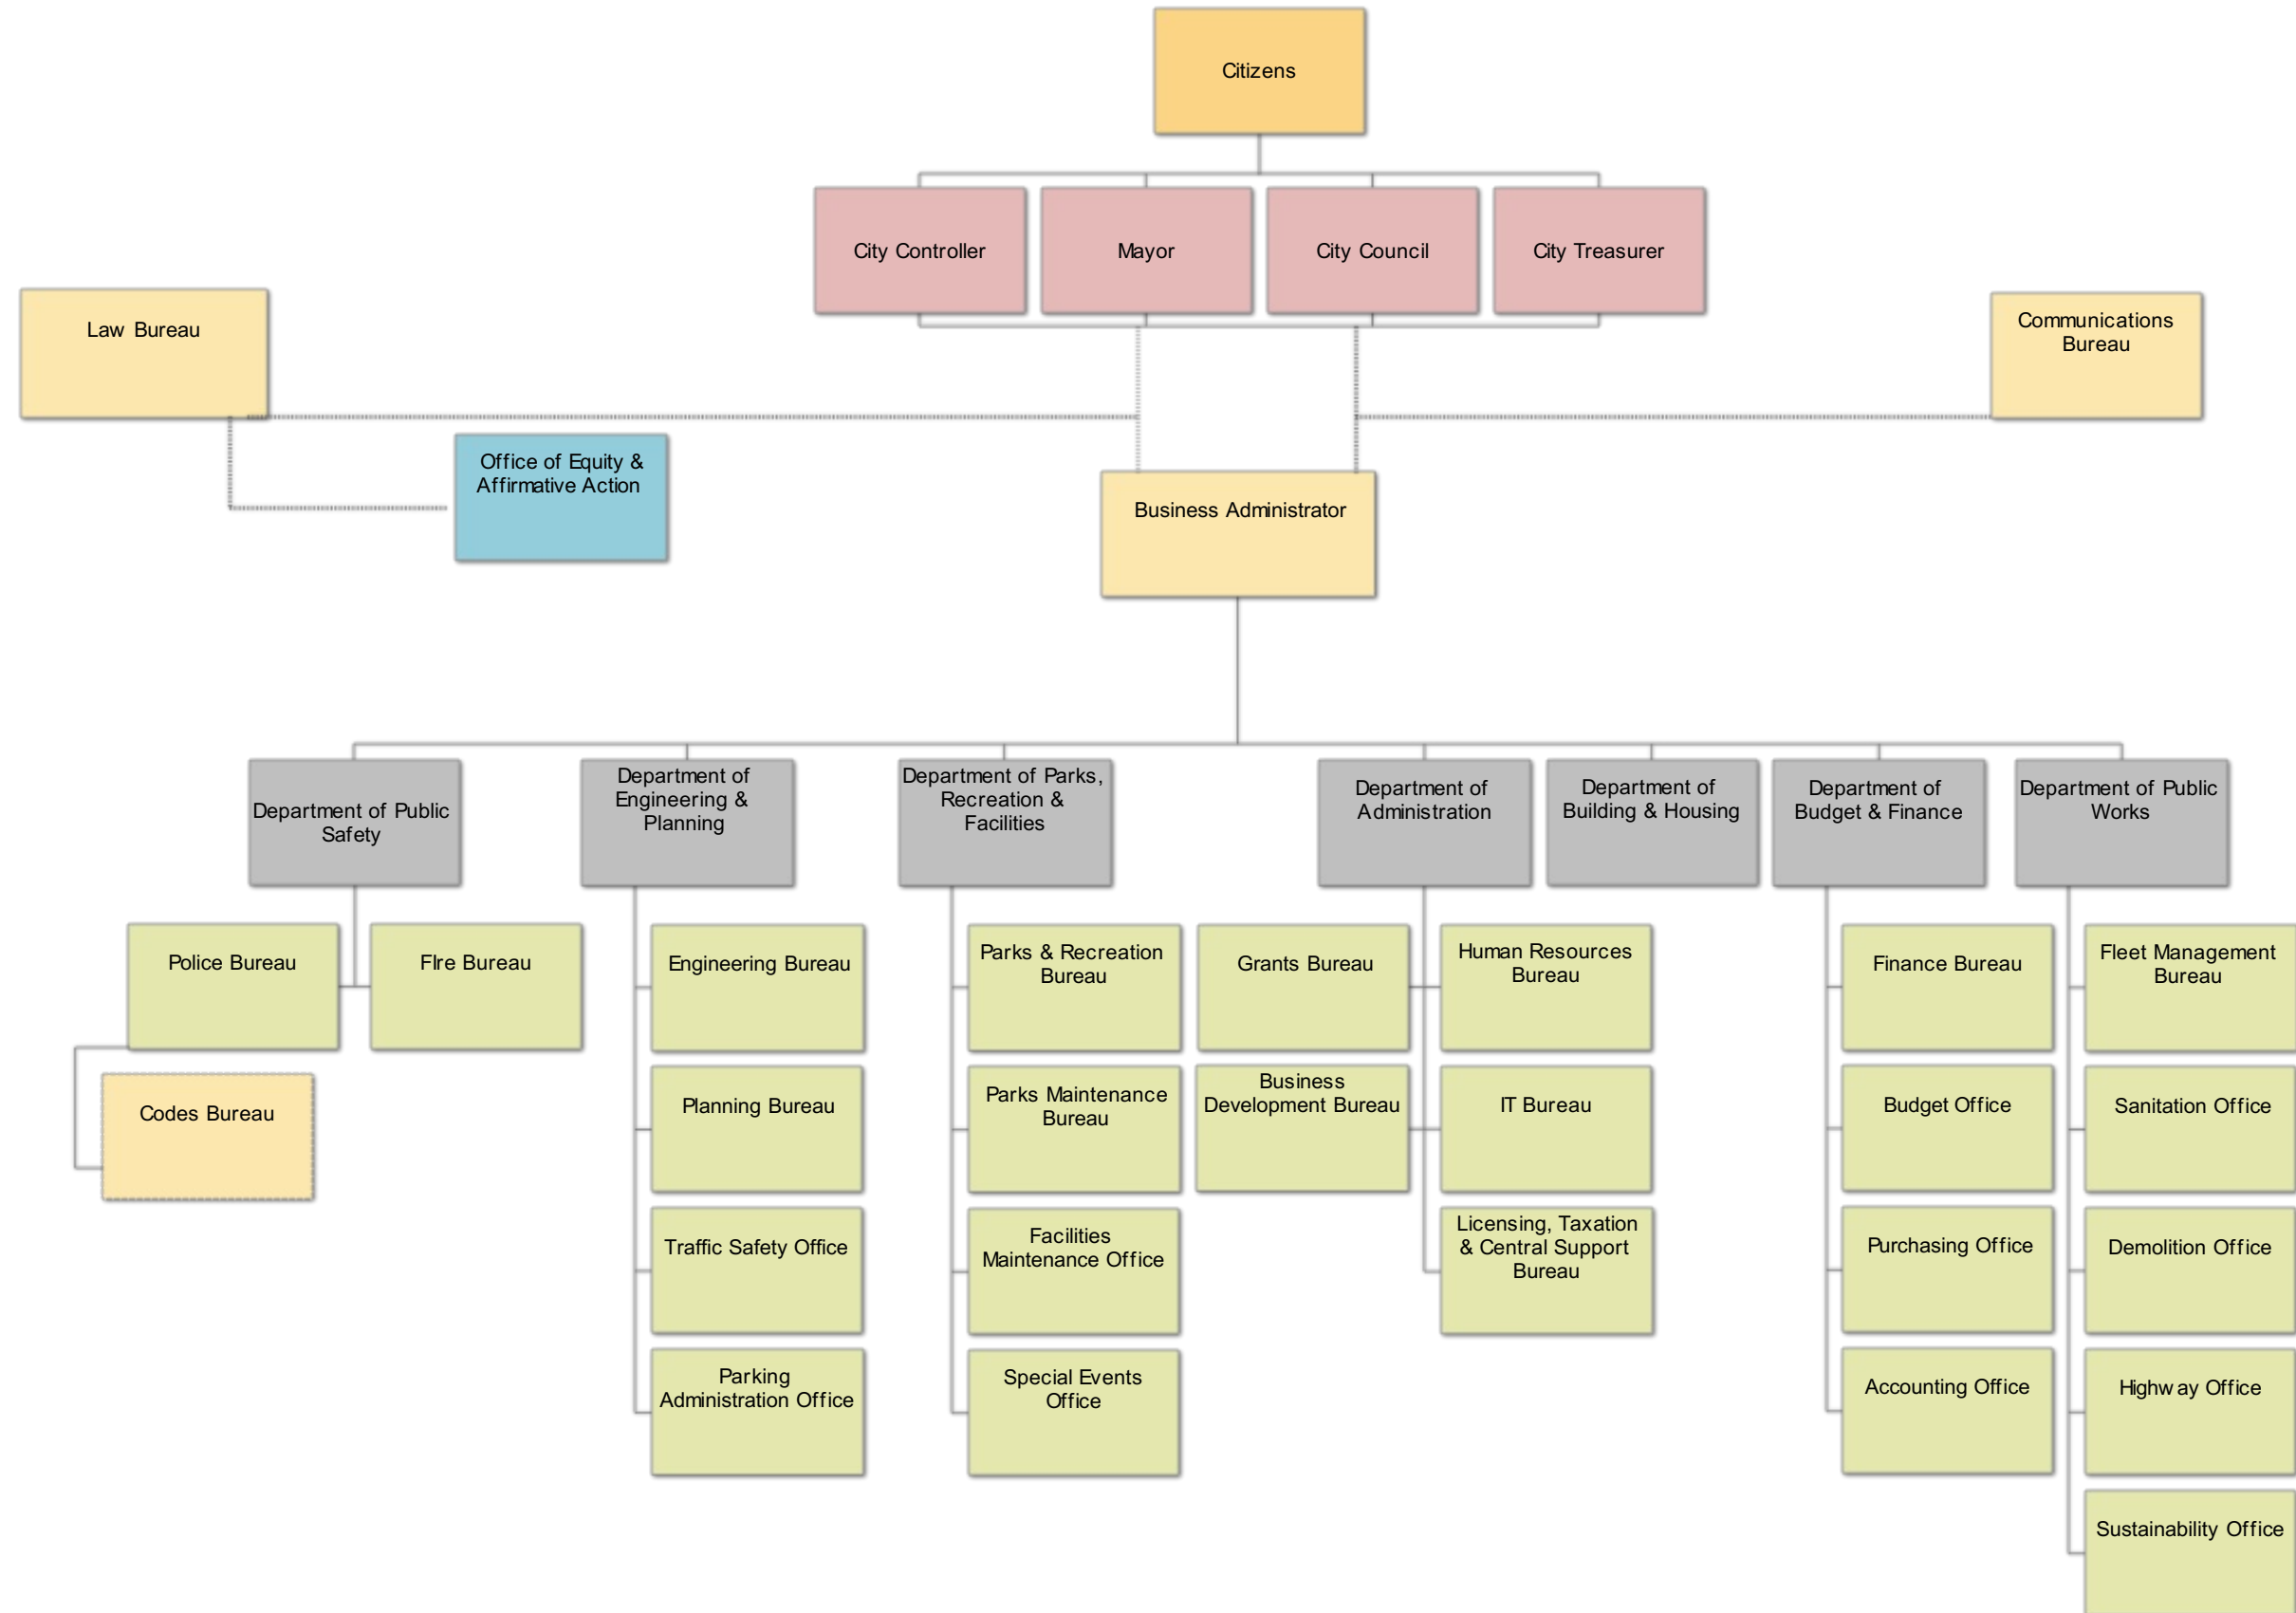 Citizens
City Controller
Mayor
City Council
City Treasurer
Law Bureau
Communications
Bureau
Office of Equity &
Affirmative Action
Business Administrator
Department of Public
Safety
Department of
Engineering &
Planning
Department of Parks,
Recreation &
Facilities
Department of
Administration
Department of
Building & Housing
Department of
Budget & Finance
Department of Public
Works
Police Bureau
FIre Bureau
Engineering Bureau
Parks & Recreation
Bureau
Grants Bureau
Human Resources
Bureau
Finance Bureau
Fleet Management
Bureau
Codes Bureau
Planning Bureau
Parks Maintenance
Bureau
Business
Development Bureau
IT Bureau
Budget Office
Sanitation Office
Traffic Safety Office
Facilities
Maintenance Office
Licensing, Taxation
& Central Support
Bureau
Purchasing Office
Demolition Office
Parking
Administration Office
Special Events
Office
Accounting Office
Highway Office
Sustainability Office